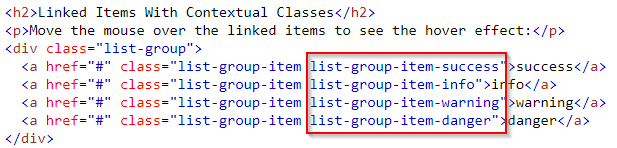 <h2>Linked Items With Contextual Classes</h2>
<p>Move the mouse over the linked items to see the hover effect:</p>
<div class="list-group">
<a href="#" class="list-group-item list-group-item-success">success</a>
<a href="#" class="list-group-item list-group-item-info">info</a>
<a href="#" class="list-group-item list-group-item-warning">warning</a>
<a href="#" class="list-group-item list-group-item-danger">danger</a>
</div>